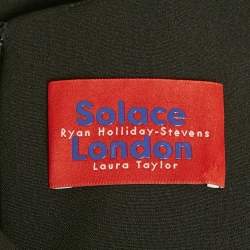 Solace
Ryan Holliday-Stevens
London
Laura Taylor